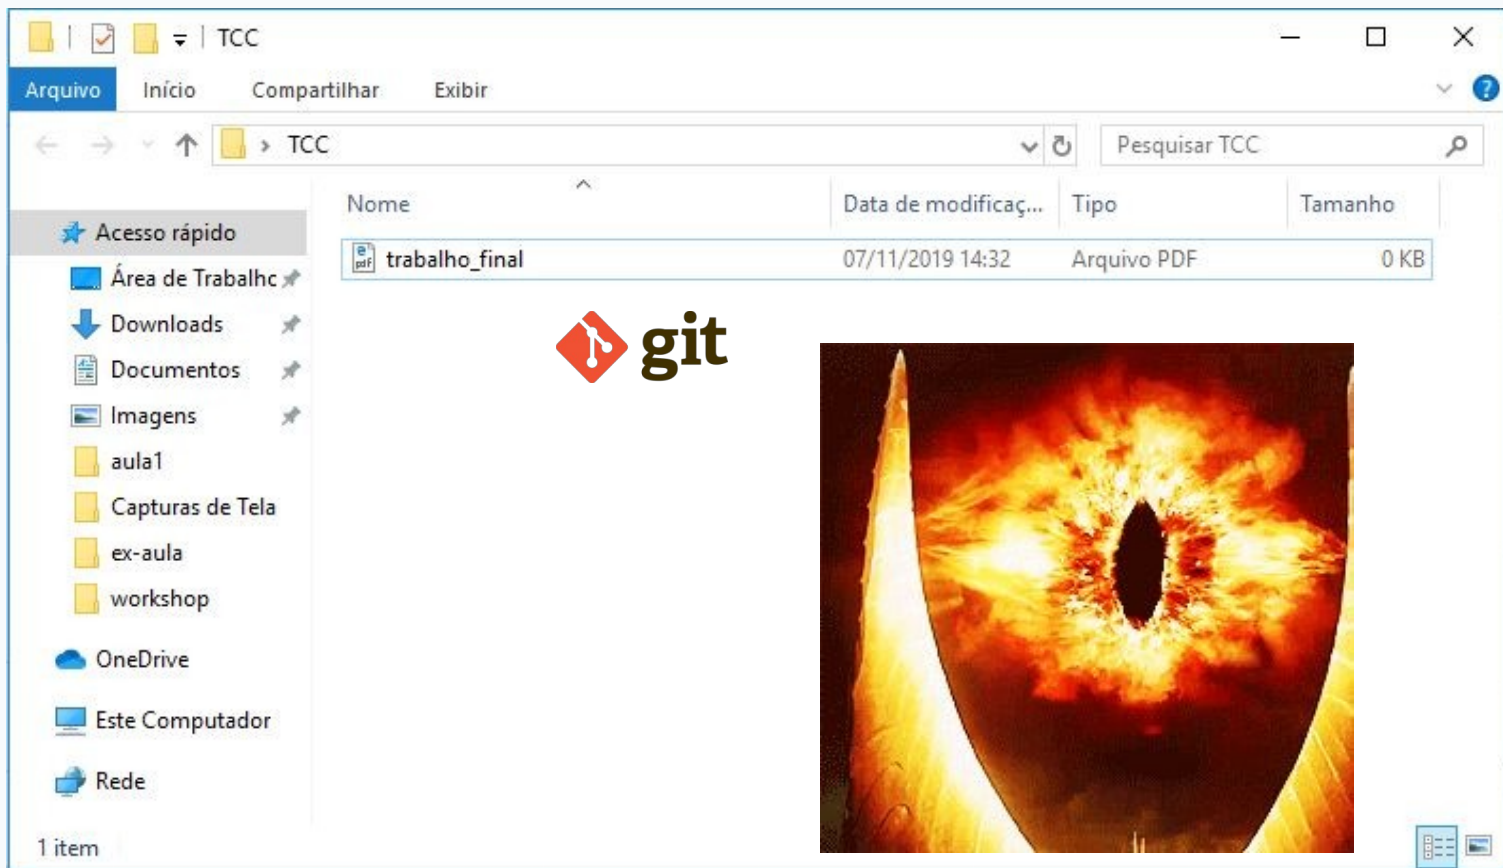 TCC
Arquivo Início Compartilhar Exibir
TCC Pesquisar TCC
Nome Data de modificaç... Tipo Tamanho
Acesso rápido
trabalho_final 07/11/2019 14:32 Arquivo PDF 0 KB
Área de Trabalhc
git
Downloads
Documentos
Imagens
aula1
Capturas de Tela
ex-aula
workshop
OneDrive
Este Computador
Rede
1 item